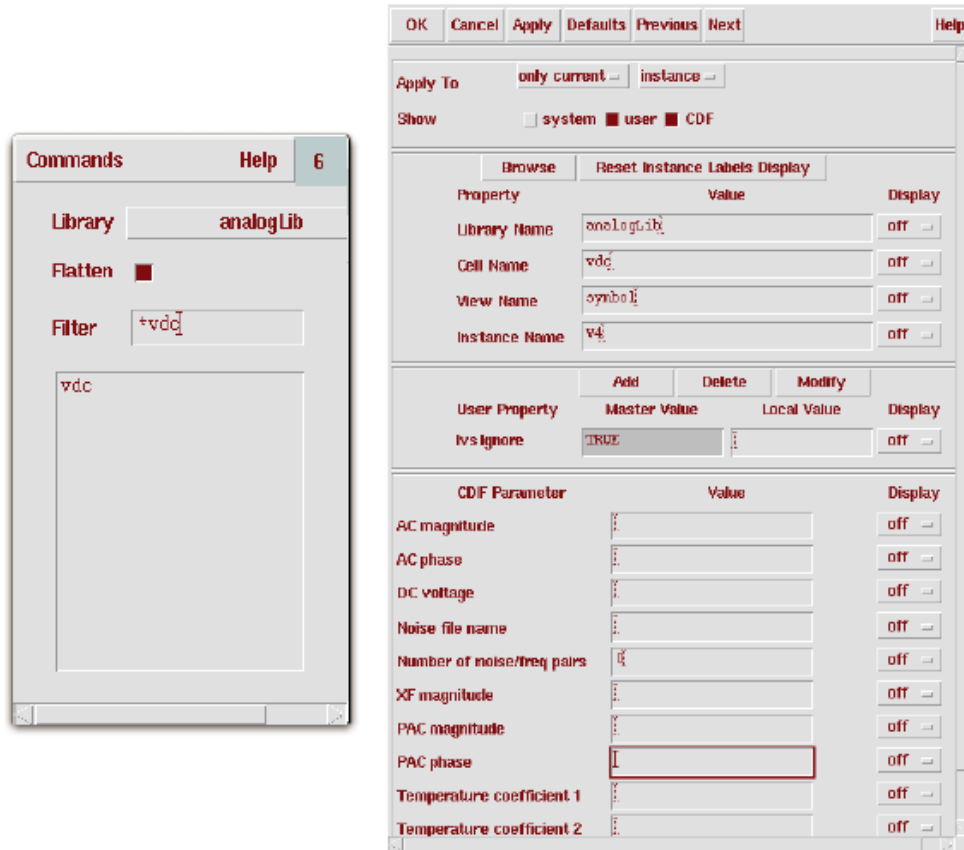 Commands Help 6
Library analogLib
Flatten
Filter *vdc
vdc
OK Cancel Apply Defaults Previous Next Help
Apply To only current instance
Show system user CDF
Browse Reset Instance Labels Display
Property Value Display
Library Name analogLib off
Cell Name vdc off
View Name symbol off
Instance Name V4 off
Add Delete Modify
User Property Master Value Local Value Display
lvsIgnore TRUE off
CDF Parameter Value Display
AC magnitude off
AC phase off
DC voltage off
Noise file name off
Number of noise/freq pairs 0 off
XF magnitude off
PAC magnitude off
PAC phase off
Temperature coefficient 1 off
Temperature coefficient 2 off